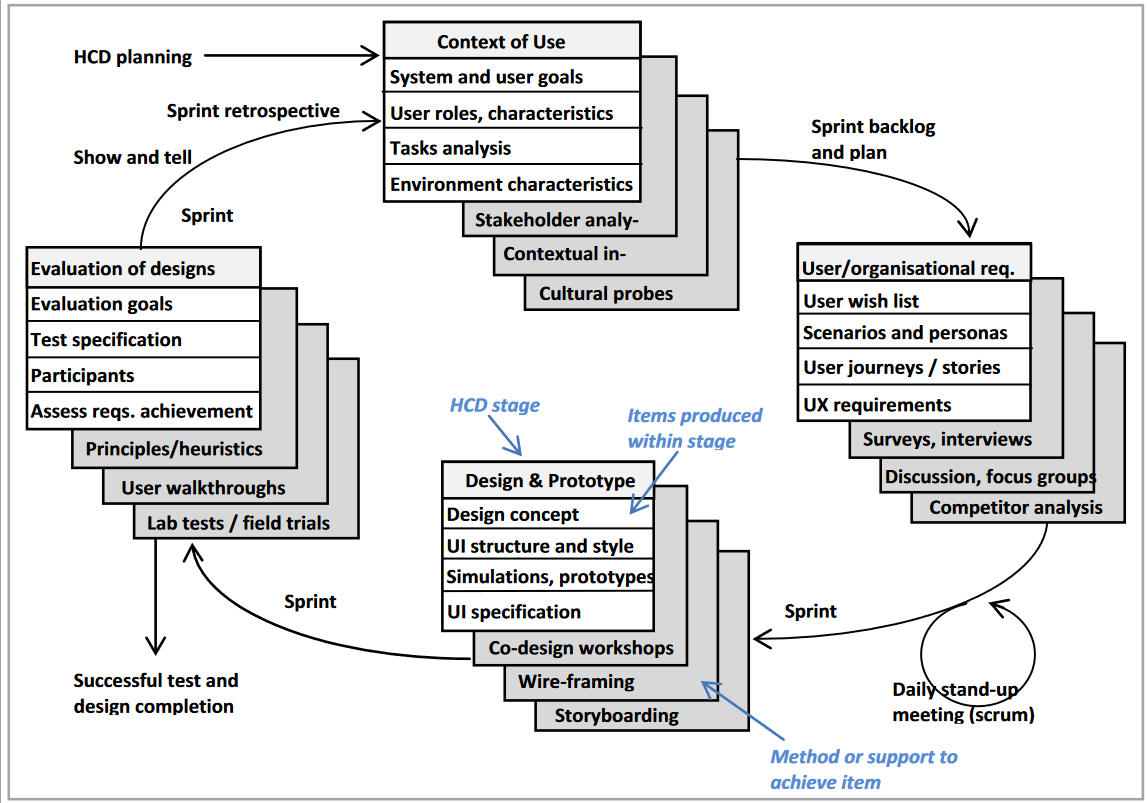 HCD planning
Sprint retrospective
Show and tell
Sprint
Context of Use
System and user goals
User roles, characteristics
Tasks analysis
Environment characteristics
Stakeholder analy-
Contextual in-
Cultural probes
Sprint backlog
and plan
User/organisational req.
User wish list
Scenarios and personas
User journeys / stories
UX requirements
Surveys, interviews
Discussion, focus groups
Competitor analysis
Sprint
Daily stand-up
meeting (scrum)
HCD stage
Items produced
within stage
Design & Prototype
Design concept
UI structure and style
Simulations, prototypes
UI specification
Co-design workshops
Wire-framing
Storyboarding
Method or support to
achieve item
Sprint
Evaluation of designs
Evaluation goals
Test specification
Participants
Assess reqs. achievement
Principles/heuristics
User walkthroughs
Lab tests / field trials
Successful test and
design completion